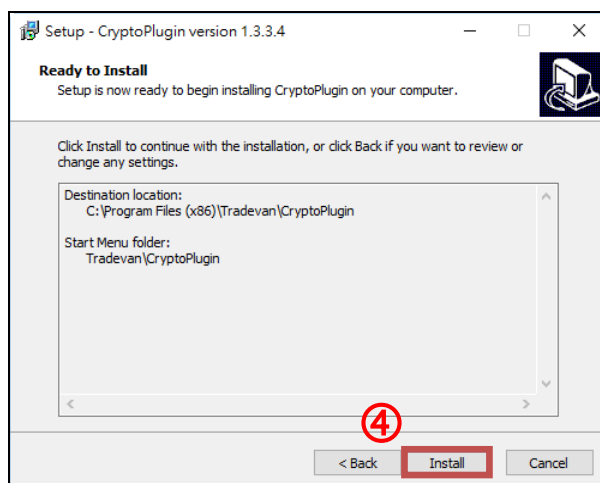 Setup - CryptoPlugin version 1.3.3.4
Ready to Install
Setup is now ready to begin installing CryptoPlugin on your computer.
Click Install to continue with the installation, or click Back if you want to review or
change any settings.
Destination location:
C:\Program Files (x86)\Tradevan\CryptoPlugin
Start Menu folder:
Tradevan\CryptoPlugin
④
< Back Install Cancel